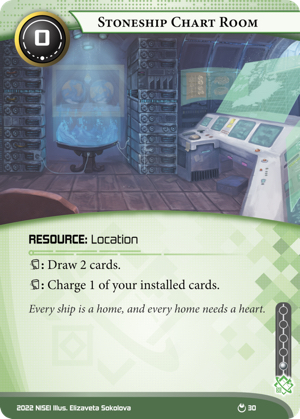 STONESHIP CHART ROOM
0
RESOURCE: Location
: Draw 2 cards.
: Charge 1 of your installed cards.
Every ship is a home, and every home needs a heart.
2022 NISEI Illus. Elizaveta Sokolova
30